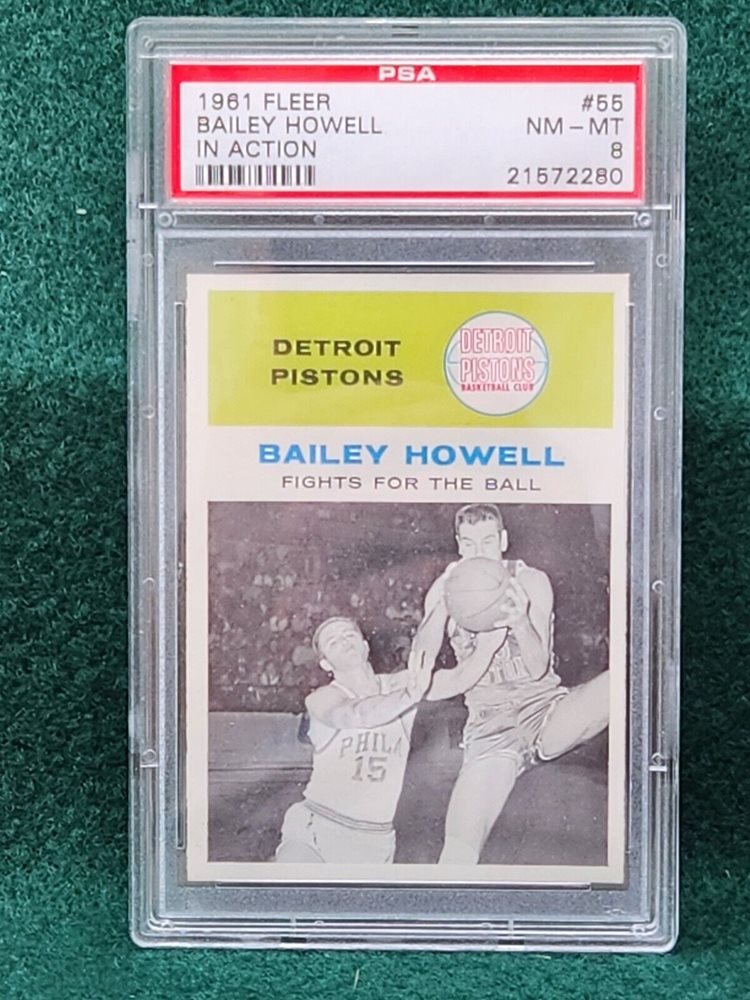 PSA
1961 FLEER #55
BAILEY HOWELL NM - MT
IN ACTION 8
21572280
DETROIT
PISTONS
DETROIT
PISTONS
BASKETBALL CLUB
BAILEY HOWELL
FIGHTS FOR THE BALL
PHILA
15